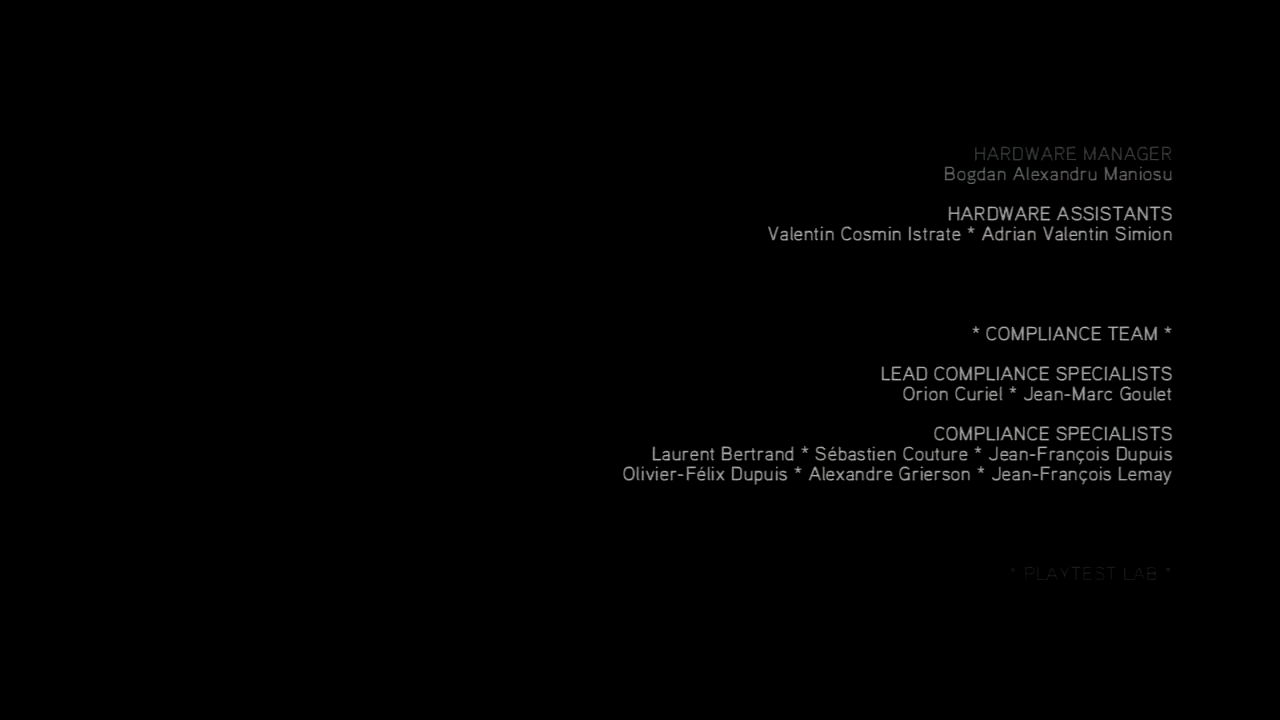 HARDWARE MANAGER
Bogdan Alexandru Maniosu
HARDWARE ASSISTANTS
Valentin Cosmin Istrate * Adrian Valentin Simion
* COMPLIANCE TEAM *
LEAD COMPLIANCE SPECIALISTS
Orion Curiel * Jean-Marc Goulet
COMPLIANCE SPECIALISTS
Laurent Bertrand * Sébastien Couture * Jean-François Dupuis
Olivier-Félix Dupuis * Alexandre Grierson * Jean-François Lemay
* PLAYTEST LAB *